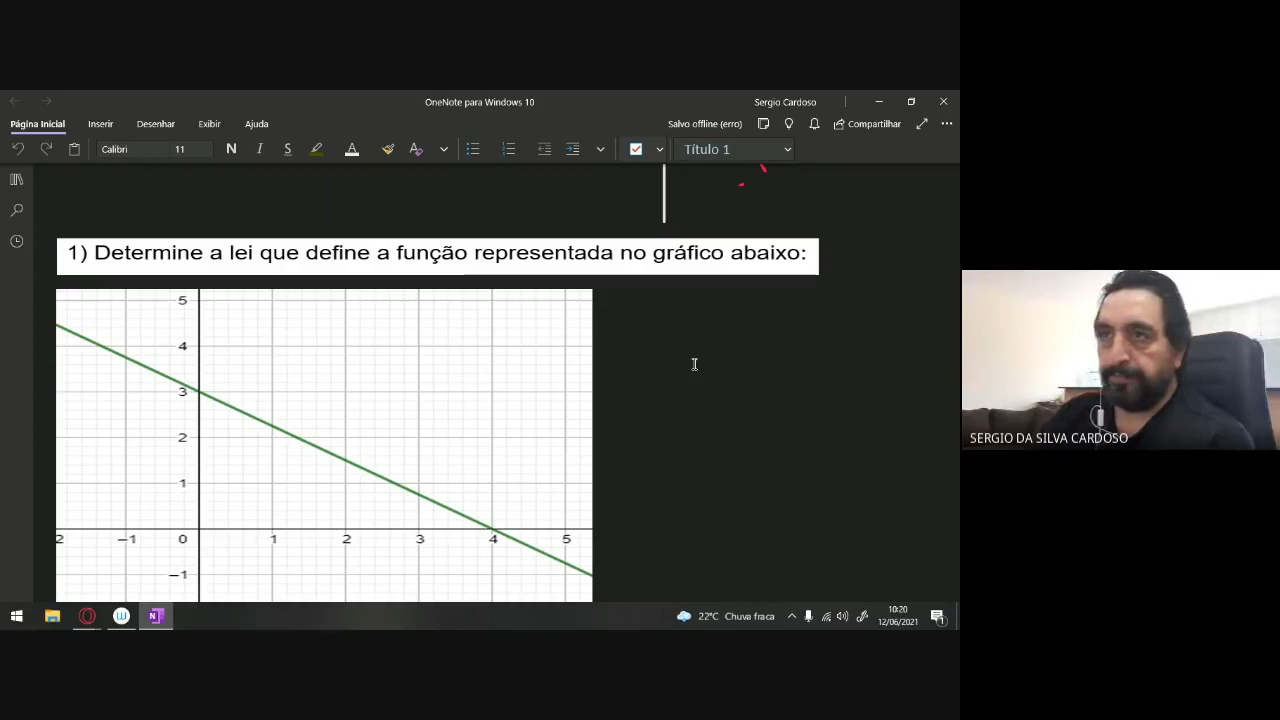 OneNote para Windows 10
Sergio Cardoso
Página Inicial Inserir Desenhar Exibir Ajuda
Salvo offline (erro)
Compartilhar
Calibri 11 N I S A A Título 1
1) Determine a lei que define a função representada no gráfico abaixo:
5
4
3
2
1
2 −1 0 1 2 3 4 5
−1
SERGIO DA SILVA CARDOSO
22°C Chuva fraca
10:20
12/06/2021
1